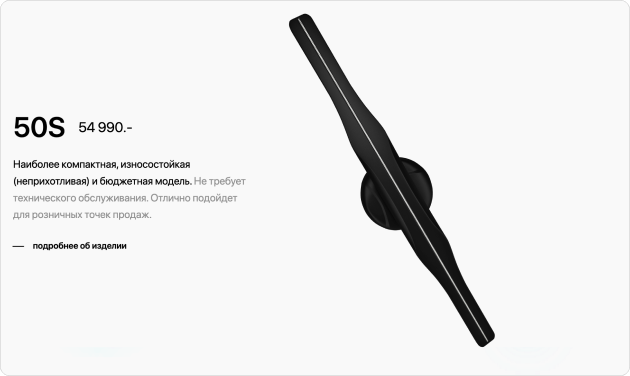 50S 54 990.-
Наиболее компактная, износостойкая
(неприхотливая) и бюджетная модель. Не требует
технического обслуживания. Отлично подойдет
для розничных точек продаж.
— подробнее об изделии